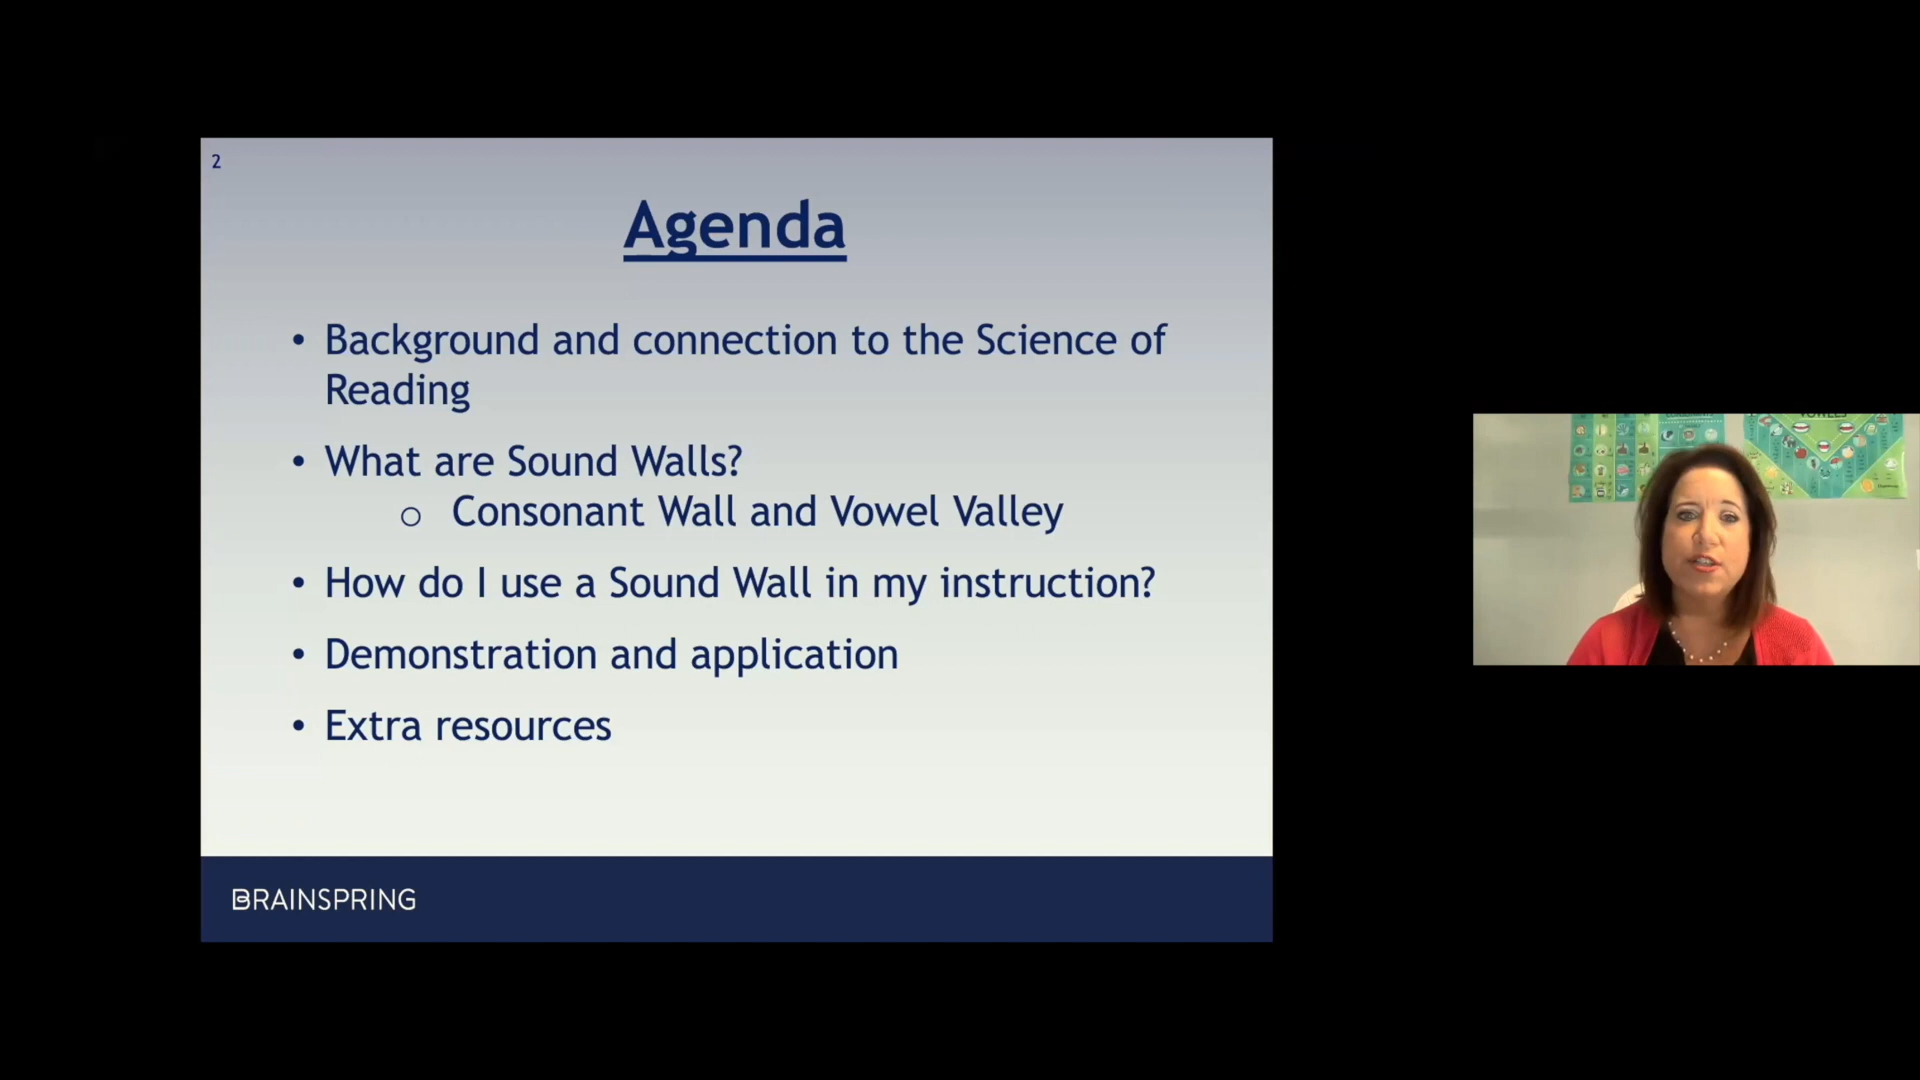 2
Agenda
• Background and connection to the Science of
Reading
• What are Sound Walls?
o Consonant Wall and Vowel Valley
• How do I use a Sound Wall in my instruction?
• Demonstration and application
• Extra resources
BRAINSPRING
VOWELS